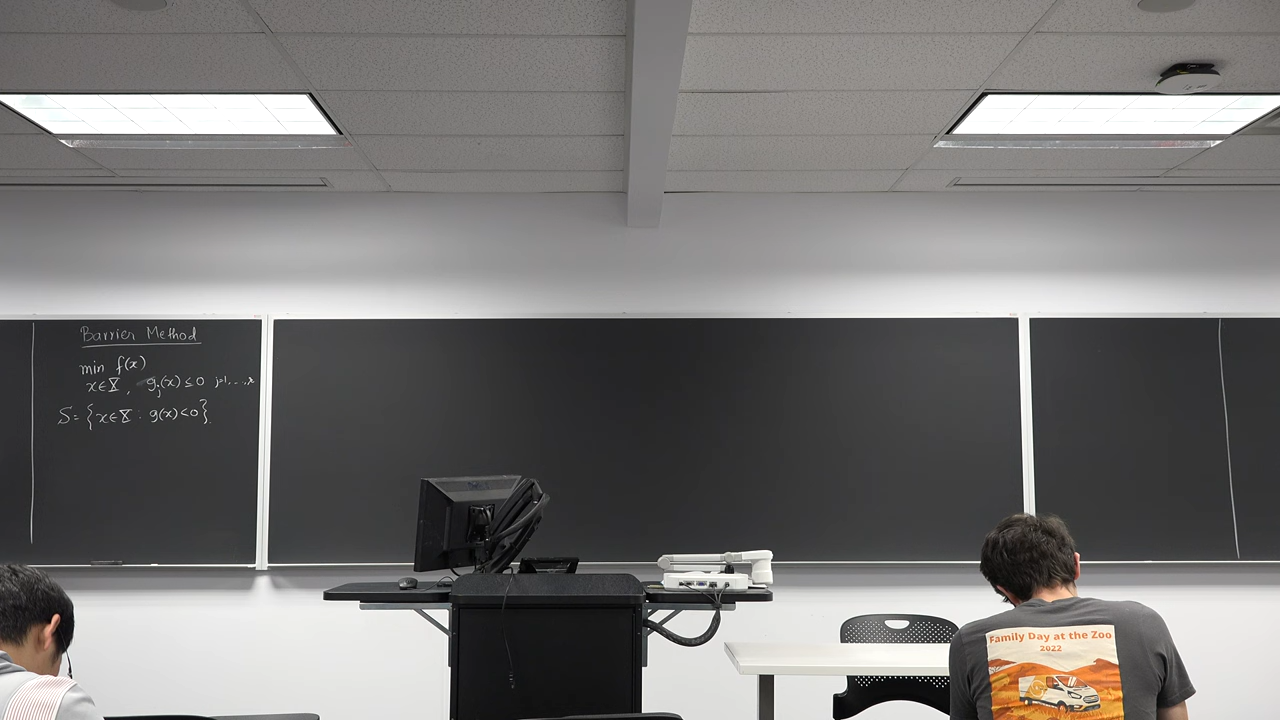 Barrier Method
min f(x)
x∈X, gj(x) ≤ 0 j=1,...,r
S = {x∈X : g(x)<0}.
Family Day at the Zoo
2022